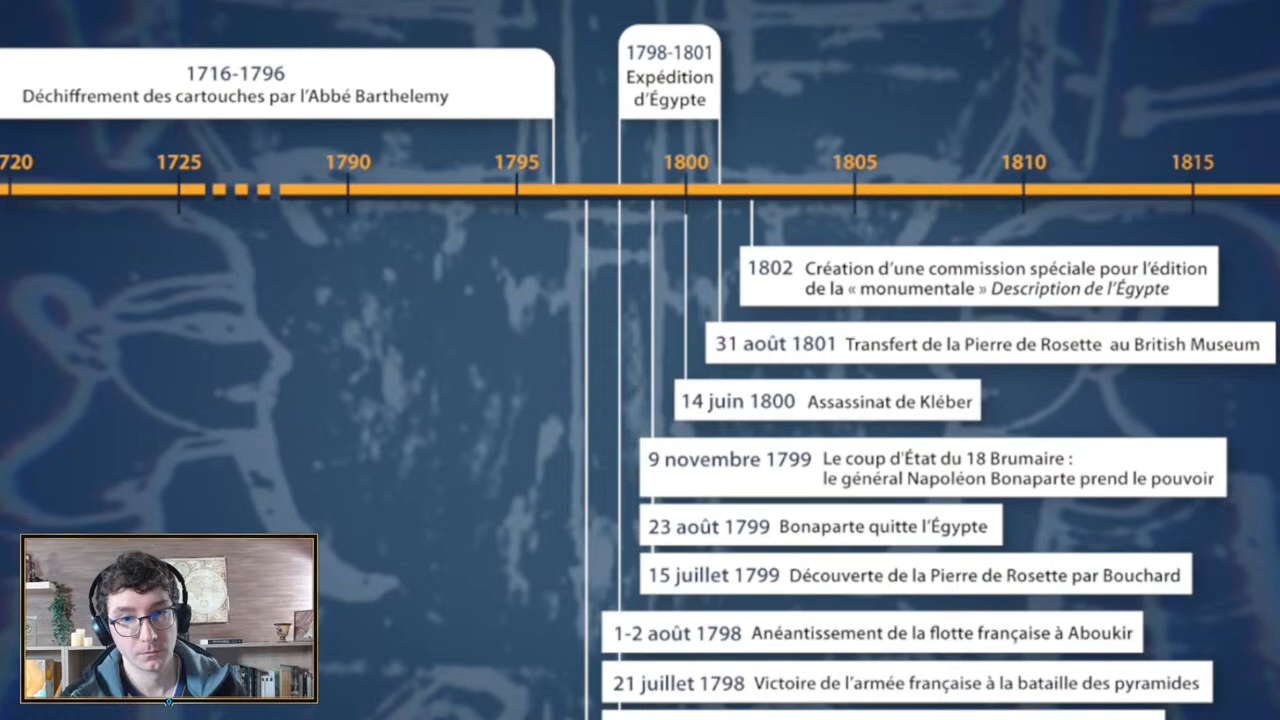 1716-1796
Déchiffrement des cartouches par l'Abbé Barthelemy
1798-1801
Expédition
d'Égypte
720
1725
1790
1795
1800
1805
1810
1815
1802 Création d'une commission spéciale pour l'édition
de la « monumentale » Description de l'Égypte
31 août 1801 Transfert de la Pierre de Rosette au British Museum
14 juin 1800 Assassinat de Kléber
9 novembre 1799 Le coup d'État du 18 Brumaire :
le général Napoléon Bonaparte prend le pouvoir
23 août 1799 Bonaparte quitte l'Égypte
15 juillet 1799 Découverte de la Pierre de Rosette par Bouchard
1-2 août 1798 Anéantissement de la flotte française à Aboukir
21 juillet 1798 Victoire de l'armée française à la bataille des pyramides